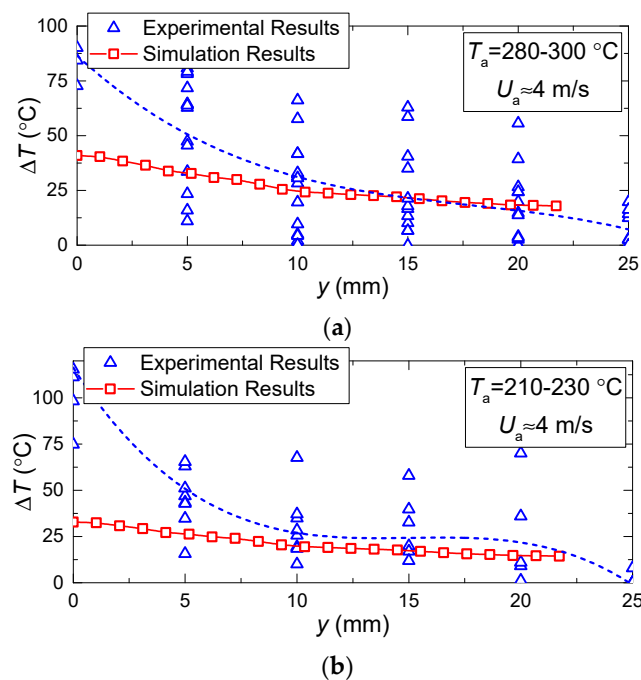 (a)
Experimental Results
Simulation Results
Tₐ=280-300 °C
Uₐ≈4 m/s
100
75
50
25
0
ΔT (°C)
0 5 10 15 20 25
y (mm)
(a)
Experimental Results
Simulation Results
Tₐ=210-230 °C
Uₐ≈4 m/s
100
75
50
25
0
ΔT (°C)
0 5 10 15 20 25
y (mm)
(b)